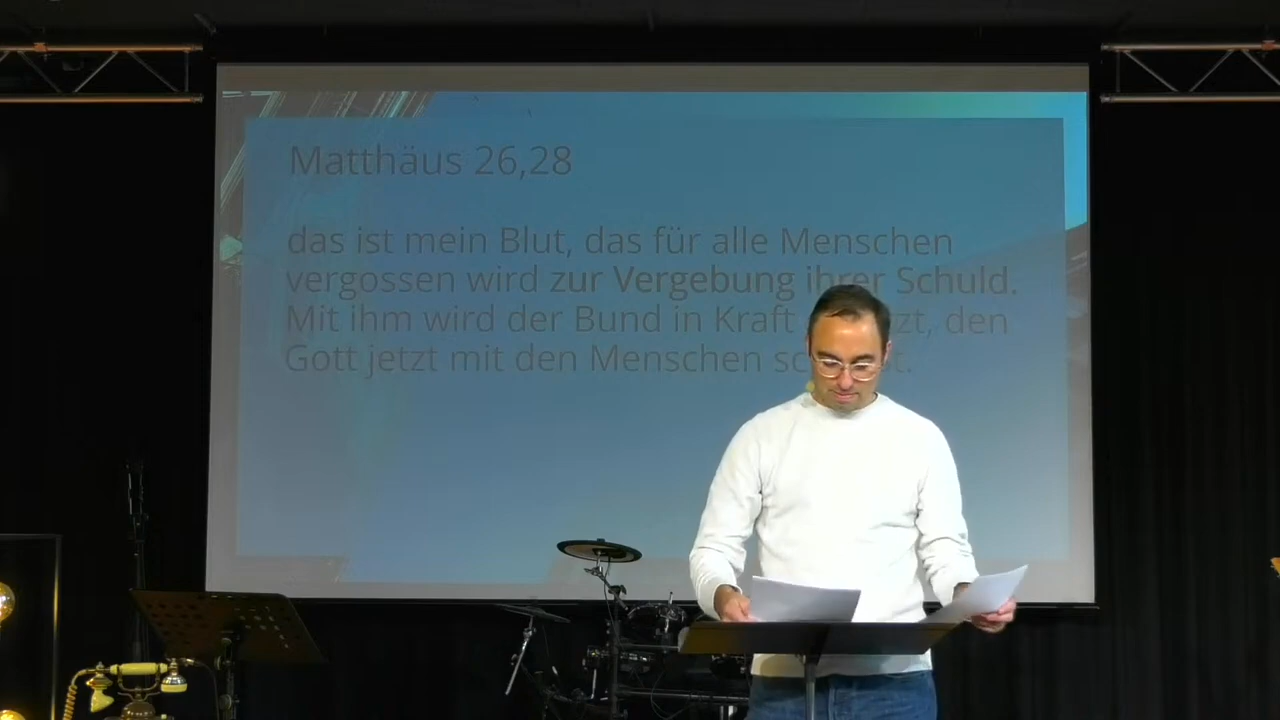 Matthäus 26,28
das ist mein Blut, das für alle Menschen
vergossen wird zur Vergebung ihrer Schuld.
Mit ihm wird der Bund in Kraft den
Gott jetzt mit den Menschen